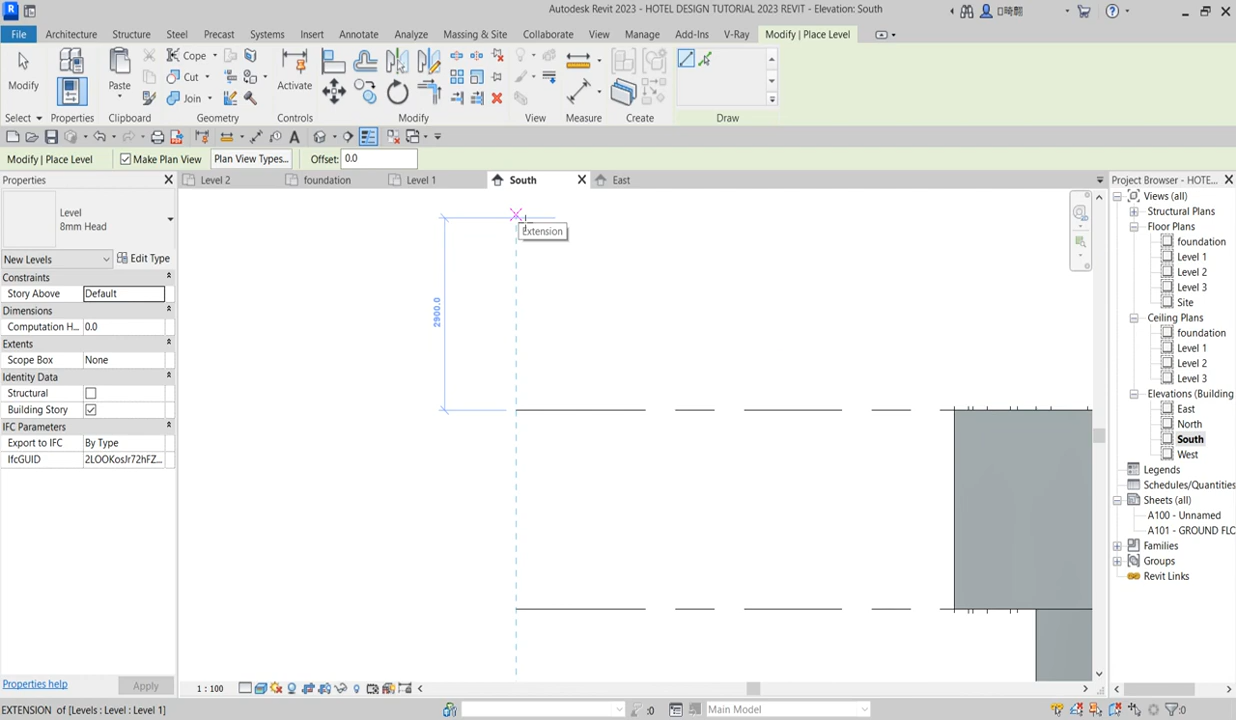 Autodesk Revit 2023 - HOTEL DESIGN TUTORIAL 2023 REVIT - Elevation: South
File Architecture Structure Steel Precast Systems Insert Annotate Analyze Massing & Site Collaborate View Manage Add-Ins V-Ray Modify | Place Level
Modify
Paste
Cope
Cut
Join
Activate
Select Properties Clipboard Geometry Controls Modify View Measure Create Draw
Modify | Place Level Make Plan View Plan View Types... Offset: 0.0
Properties
Level 2 foundation Level 1 South East
Project Browser - HOTE...
Level
8mm Head
New Levels Edit Type
Constraints
Story Above Default
Dimensions
Computation H... 0.0
Extents
Scope Box None
Identity Data
Structural
Building Story
IFC Parameters
Export to IFC By Type
IfcGUID 2LOOKosJr72hFZ...
Properties help Apply
Extension
2900.0
Views (all)
Structural Plans
Floor Plans
foundation
Level 1
Level 2
Level 3
Site
Ceiling Plans
foundation
Level 1
Level 2
Level 3
Elevations (Building
East
North
South
West
Legends
Schedules/Quantities
Sheets (all)
A100 - Unnamed
A101 - GROUND FLC
Families
Groups
Revit Links
1 : 100
EXTENSION of [Levels : Level : Level 1] :0 Main Model :0